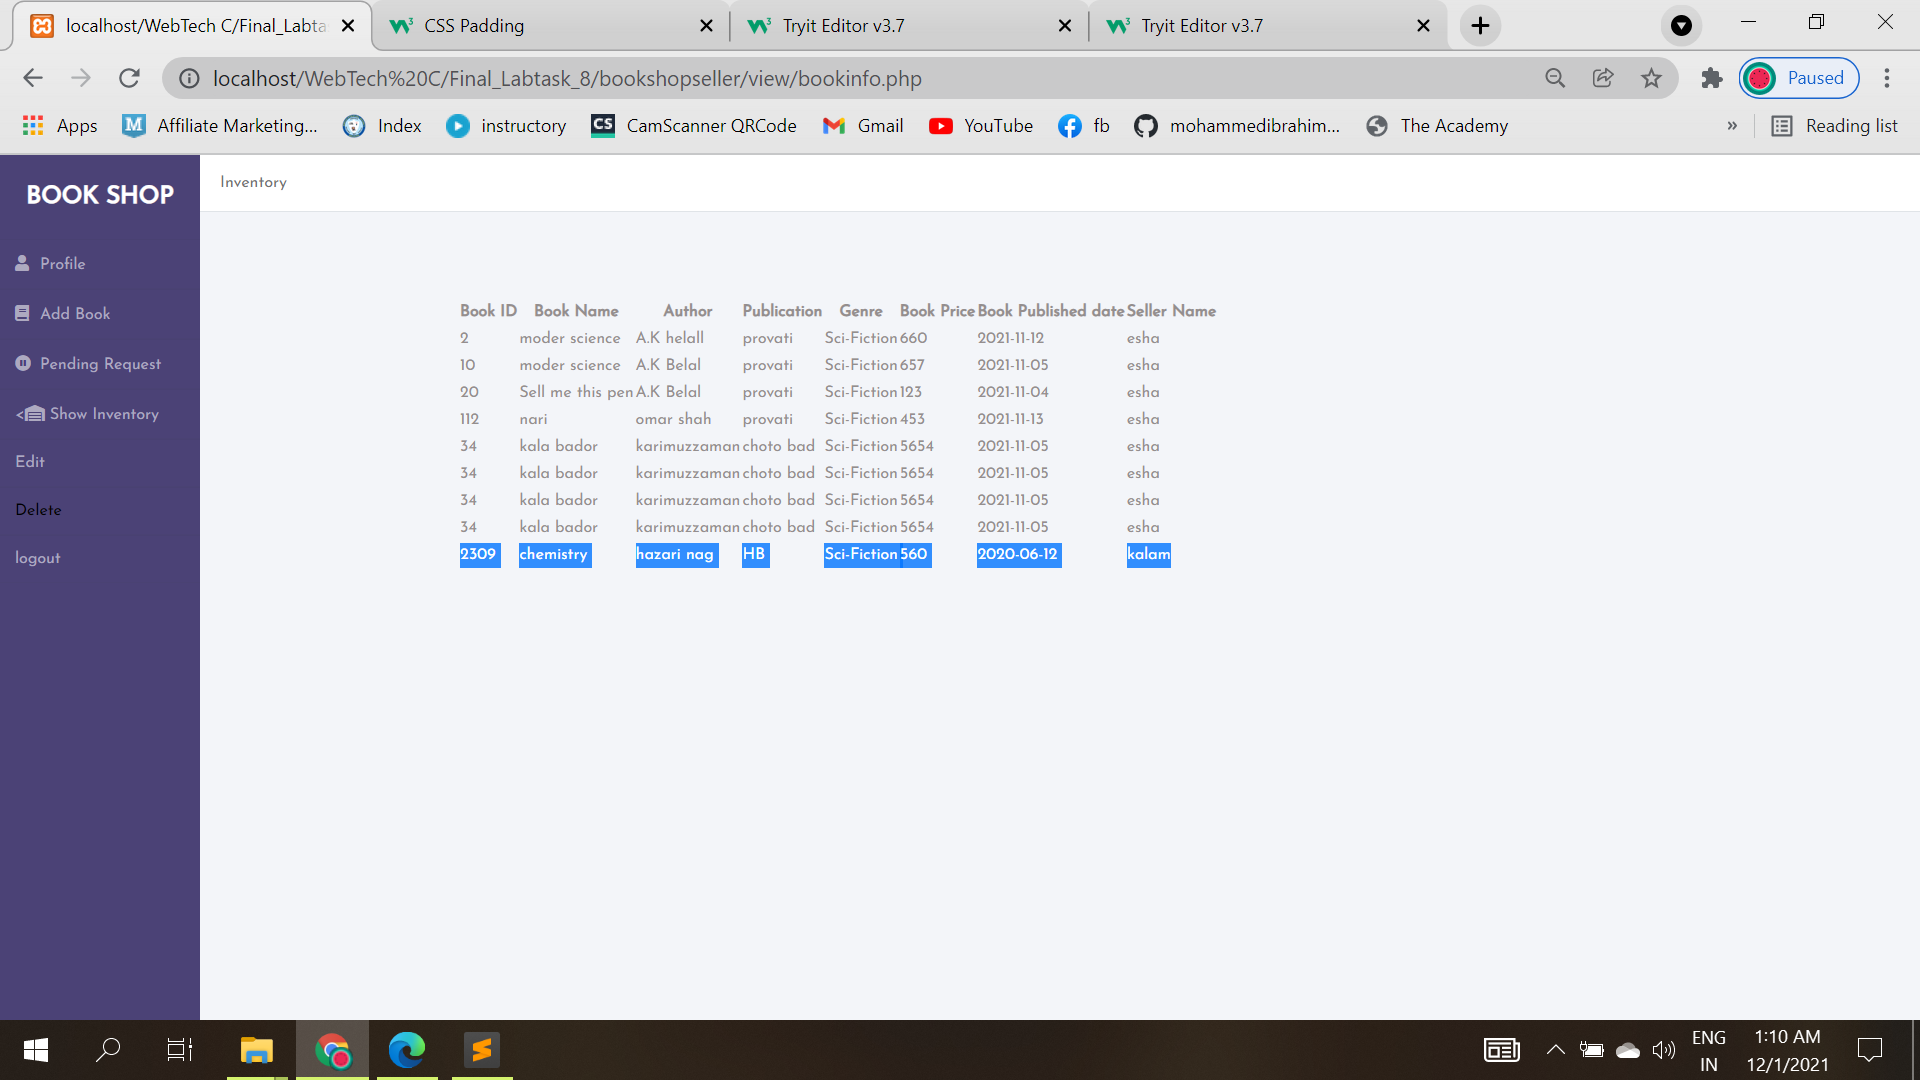 localhost/WebTech C/Final_Labta
CSS Padding
Tryit Editor v3.7
Tryit Editor v3.7
localhost/WebTech%20C/Final_Labtask_8/bookshopseller/view/bookinfo.php
Paused
Apps
M Affiliate Marketing...
Index
instructory
CS CamScanner QRCode
Gmail
YouTube
fb
mohammedibrahim...
The Academy
»
Reading list
BOOK SHOP
Inventory
Profile
Add Book
Pending Request
< Show Inventory
Edit
Delete
logout
Book ID Book Name Author Publication Genre Book Price Book Published date Seller Name
2 moder science A.K helall provati Sci-Fiction 660 2021-11-12 esha
10 moder science A.K Belal provati Sci-Fiction 657 2021-11-05 esha
20 Sell me this pen A.K Belal provati Sci-Fiction 123 2021-11-04 esha
112 nari omar shah provati Sci-Fiction 453 2021-11-13 esha
34 kala bador karimuzzaman choto bad Sci-Fiction 5654 2021-11-05 esha
34 kala bador karimuzzaman choto bad Sci-Fiction 5654 2021-11-05 esha
34 kala bador karimuzzaman choto bad Sci-Fiction 5654 2021-11-05 esha
34 kala bador karimuzzaman choto bad Sci-Fiction 5654 2021-11-05 esha
2309 chemistry hazari nag HB Sci-Fiction 560 2020-06-12 kalam
ENG
IN
1:10 AM
12/1/2021